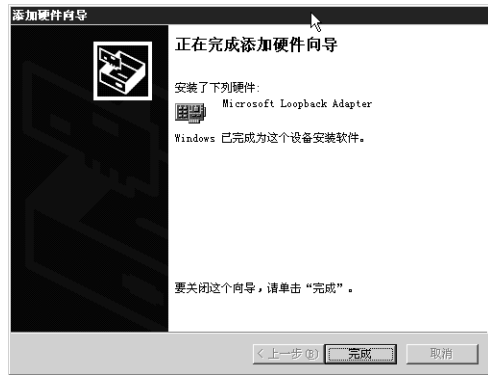 添加硬件向导
正在完成添加硬件向导
安装了下列硬件:
Microsoft Loopback Adapter
Windows 已完成为这个设备安装软件。
要关闭这个向导，请单击“完成”。
< 上一步(B)
完成
取消